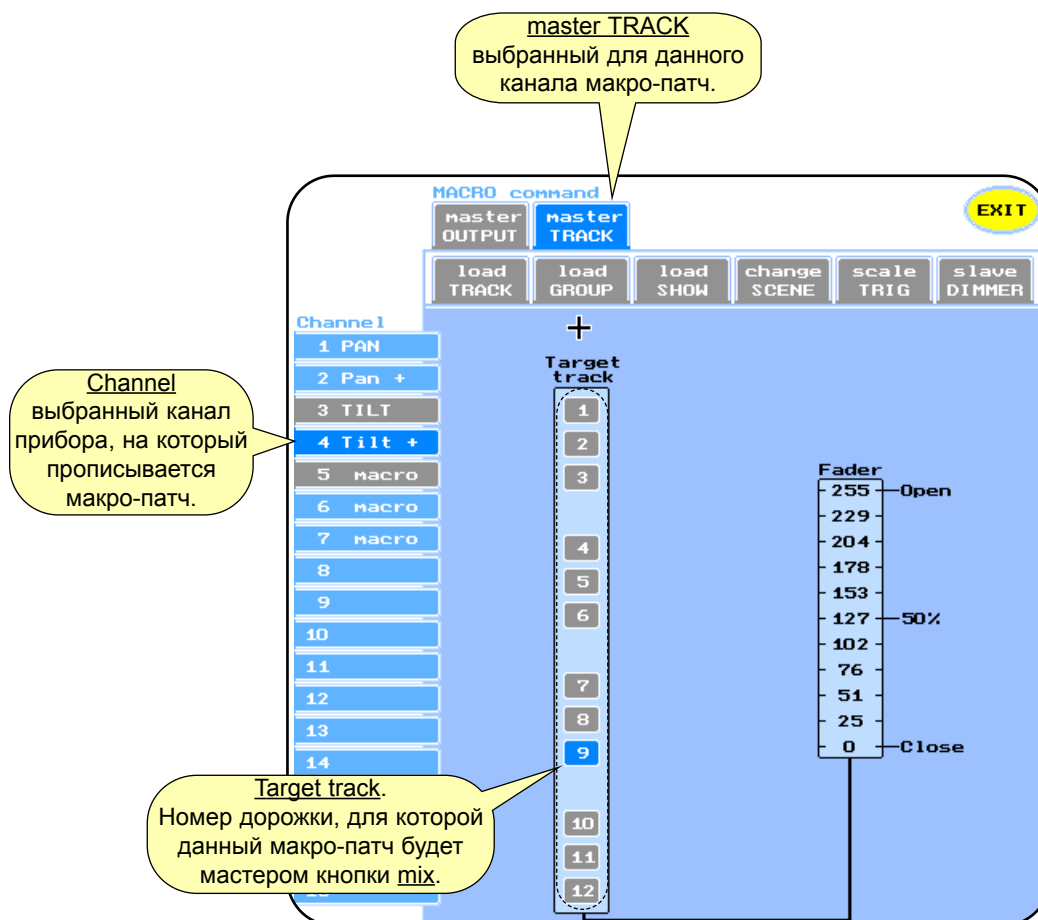 master TRACK
выбранный для данного
канала макро-патч.
MACRO command
master
OUTPUT
master
TRACK
EXIT
load
TRACK
load
GROUP
load
SHOW
change
SCENE
scale
TRIG
slave
DIMMER
Channel
1 PAN
2 Pan +
3 TILT
4 Tilt +
5 macro
6 macro
7 macro
8
9
10
11
12
13
14
Channel
выбранный канал
прибора, на который
прописывается
макро-патч.
+
Target
track
1
2
3
4
5
6
7
8
9
10
11
12
Fader
255 Open
229
204
178
153
127 50%
102
76
51
25
0 Close
Target track.
Номер дорожки, для которой
данный макро-патч будет
мастером кнопки mix.